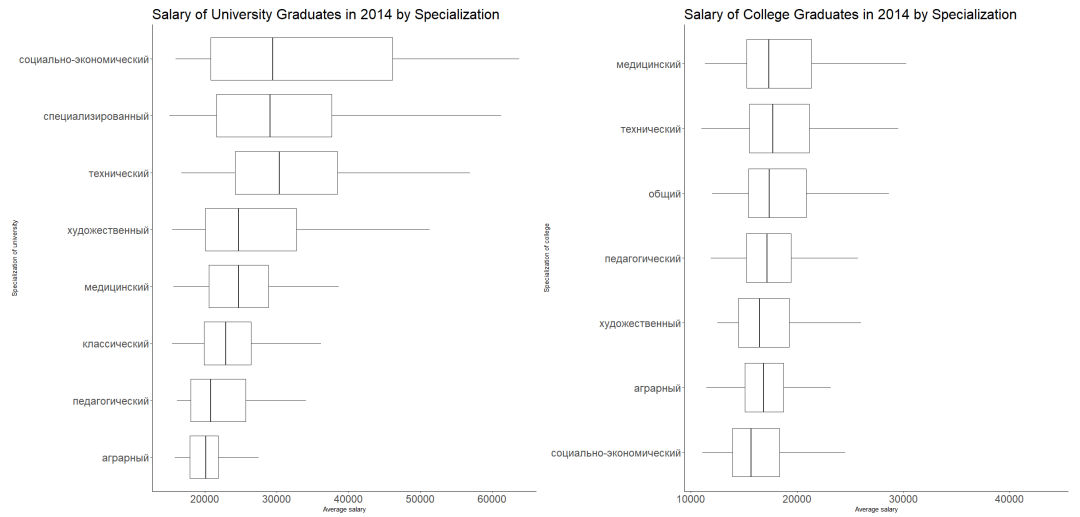 Salary of University Graduates in 2014 by Specialization
социально-экономический
специализированный
технический
художественный
медицинский
классический
педагогический
аграрный
Specialization of university
20000 30000 40000 50000 60000
Average salary
Salary of College Graduates in 2014 by Specialization
медицинский
технический
общий
педагогический
художественный
аграрный
социально-экономический
Specialization of college
10000 20000 30000 40000
Average salary